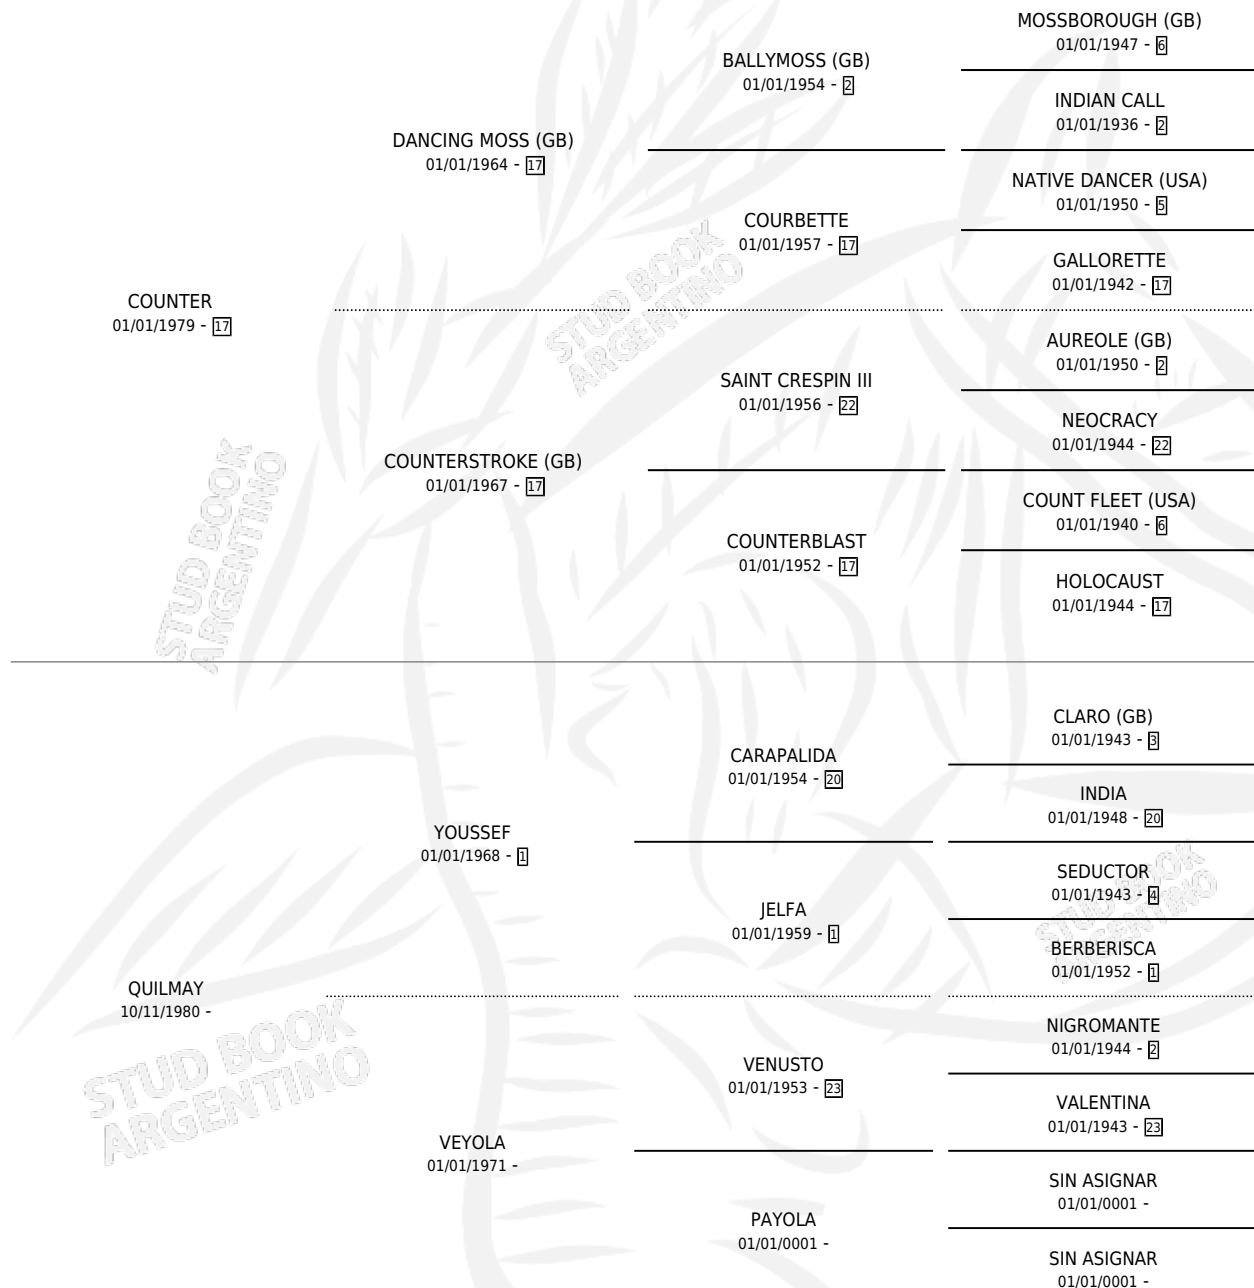 MOSSBOROUGH (GB)
01/01/1947 - 6
BALLYMOSS (GB)
01/01/1954 - 2
INDIAN CALL
01/01/1936 - 2
DANCING MOSS (GB)
01/01/1964 - 17
NATIVE DANCER (USA)
01/01/1950 - 5
COURBETTE
01/01/1957 - 17
GALLORETTE
01/01/1942 - 17
COUNTER
01/01/1979 - 17
AUREOLE (GB)
01/01/1950 - 2
SAINT CRESPIN III
01/01/1956 - 22
NEOCRACY
01/01/1944 - 22
COUNTERSTROKE (GB)
01/01/1967 - 17
COUNT FLEET (USA)
01/01/1940 - 6
COUNTERBLAST
01/01/1952 - 17
HOLOCAUST
01/01/1944 - 17
CLARO (GB)
01/01/1943 - 3
CARAPALIDA
01/01/1954 - 20
INDIA
01/01/1948 - 20
YOUSSEF
01/01/1968 - 1
SEDUCTOR
01/01/1943 - 4
JELFA
01/01/1959 - 1
BERBERISCA
01/01/1952 - 1
QUILMAY
10/11/1980 -
NIGROMANTE
01/01/1944 - 2
VENUSTO
01/01/1953 - 23
VALENTINA
01/01/1943 - 23
VEYOLA
01/01/1971 -
SIN ASIGNAR
01/01/0001 -
PAYOLA
01/01/0001 -
SIN ASIGNAR
01/01/0001 -
STUD BOOK
ARGENTINO
STUD BOOK
ARGENTINO
STUD BOOK
ARGENTINO
STUD BOOK
ARGENTINO